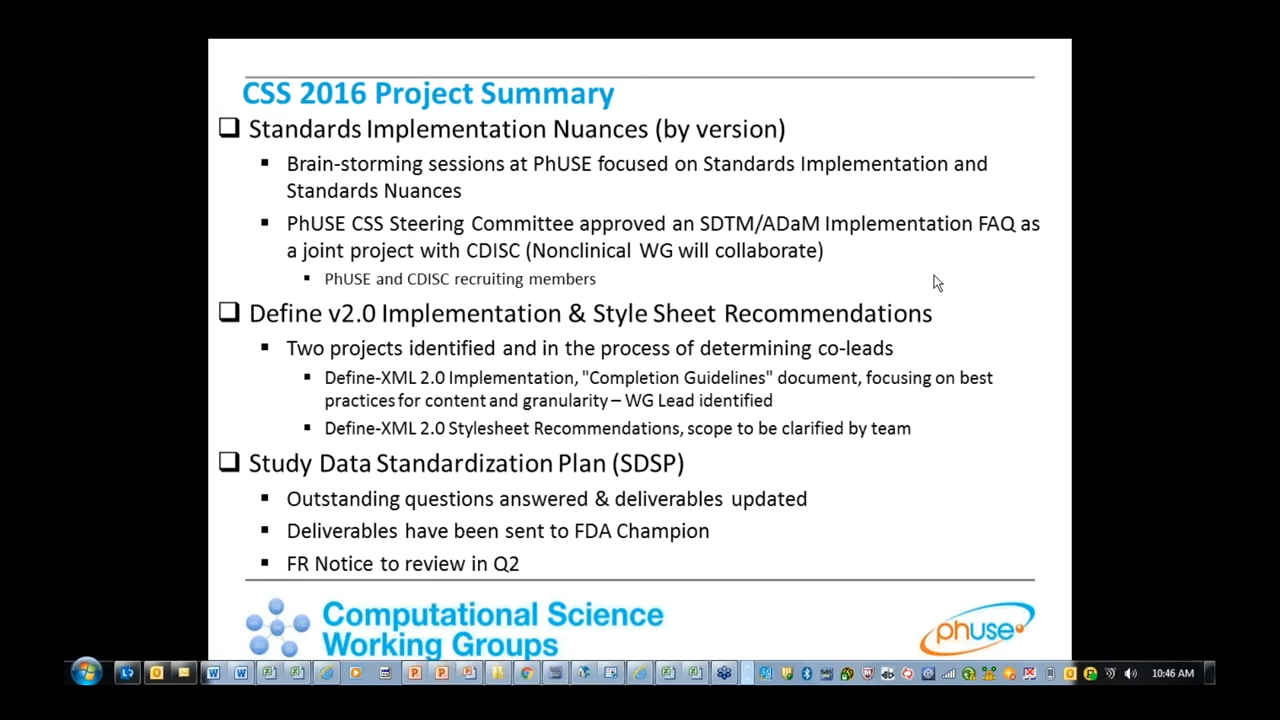 CSS 2016 Project Summary
Standards Implementation Nuances (by version)
Brain-storming sessions at PhUSE focused on Standards Implementation and
Standards Nuances
PhUSE CSS Steering Committee approved an SDTM/ADaM Implementation FAQ as
a joint project with CDISC (Nonclinical WG will collaborate)
PhUSE and CDISC recruiting members
Define v2.0 Implementation & Style Sheet Recommendations
Two projects identified and in the process of determining co-leads
Define-XML 2.0 Implementation, "Completion Guidelines" document, focusing on best
practices for content and granularity – WG Lead identified
Define-XML 2.0 Stylesheet Recommendations, scope to be clarified by team
Study Data Standardization Plan (SDSP)
Outstanding questions answered & deliverables updated
Deliverables have been sent to FDA Champion
FR Notice to review in Q2
Computational Science
Working Groups
phuse
10:46 AM